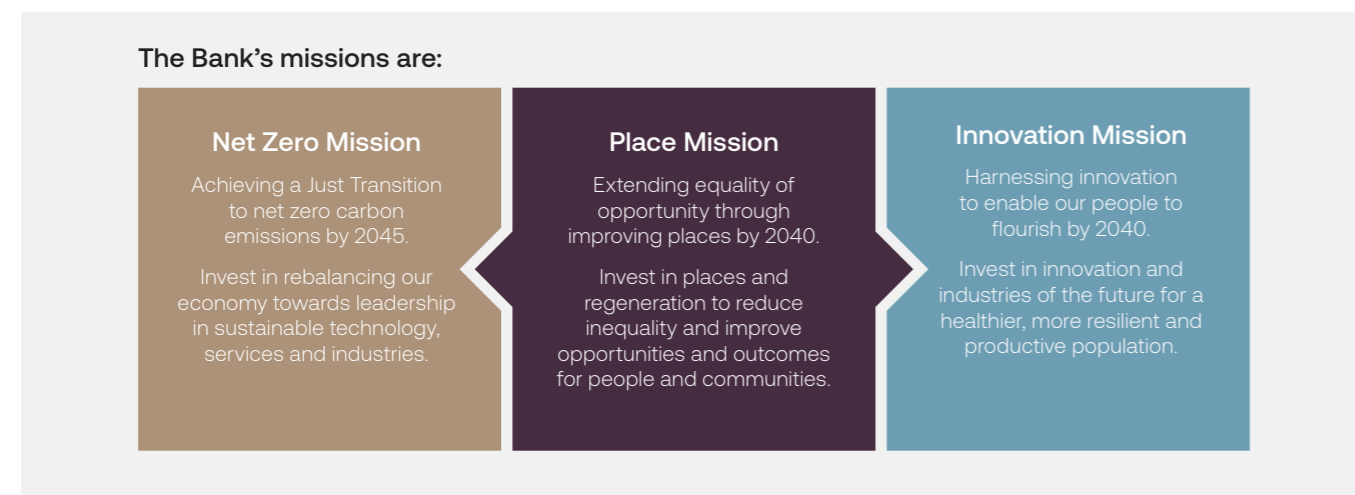 The Bank’s missions are:
Net Zero Mission
Achieving a Just Transition
to net zero carbon
emissions by 2045.
Invest in rebalancing our
economy towards leadership
in sustainable technology,
services and industries.
Place Mission
Extending equality of
opportunity through
improving places by 2040.
Invest in places and
regeneration to reduce
inequality and improve
opportunities and outcomes
for people and communities.
Innovation Mission
Harnessing innovation
to enable our people to
flourish by 2040.
Invest in innovation and
industries of the future for a
healthier, more resilient and
productive population.